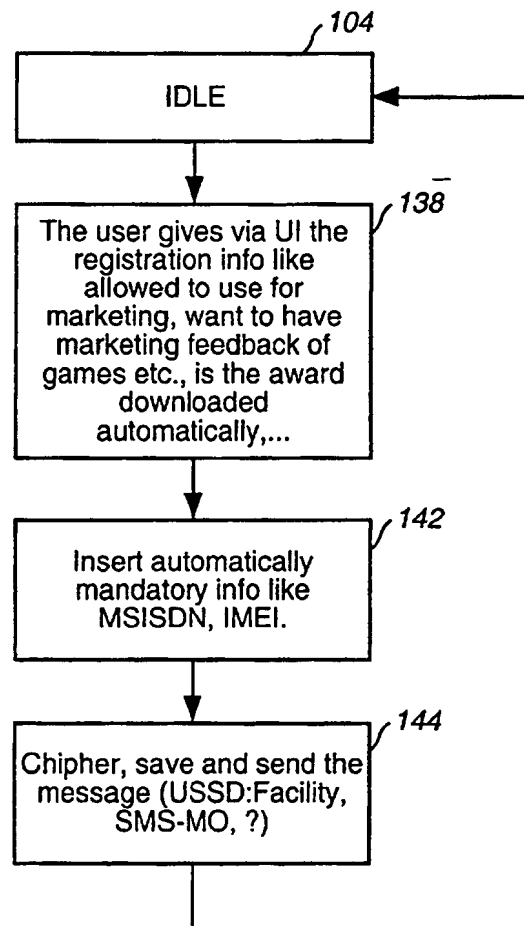 104
IDLE
138
The user gives via UI the
registration info like
allowed to use for
marketing, want to have
marketing feedback of
games etc., is the award
downloaded
automatically,...
142
Insert automatically
mandatory info like
MSISDN, IMEI.
144
Chipher, save and send the
message (USSD:Facility,
SMS-MO, ?)